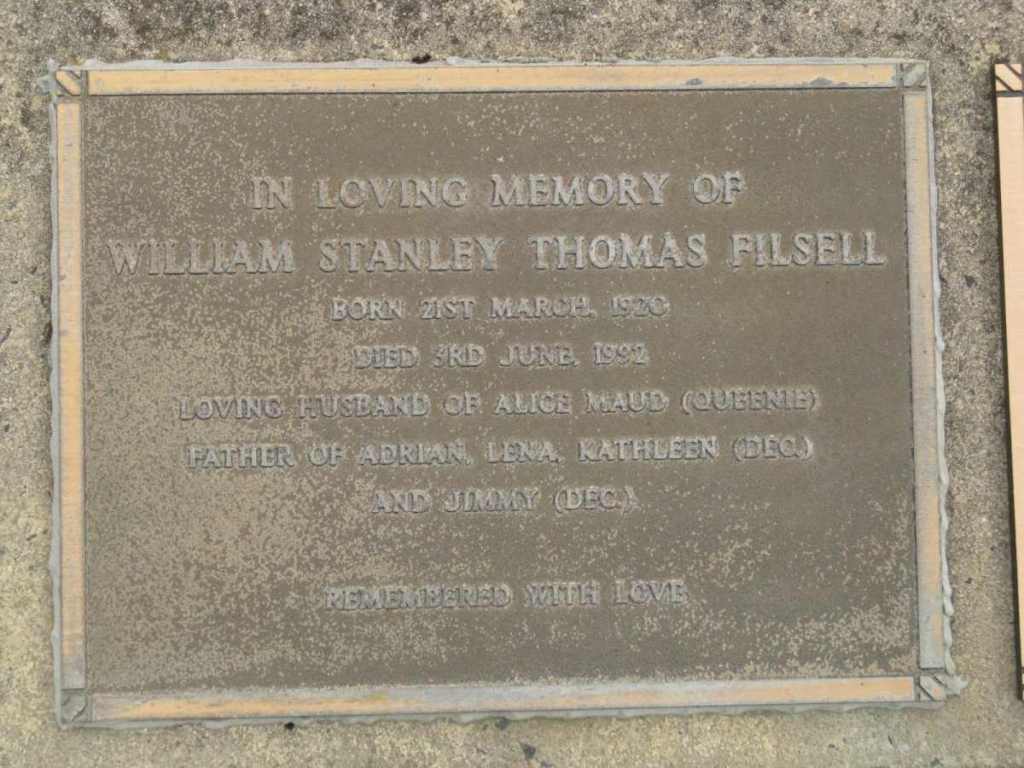 IN LOVING MEMORY OF
WILLIAM STANLEY THOMAS FILSELL
BORN 21ST MARCH, 1920
DIED 3RD JUNE, 1992
LOVING HUSBAND OF ALICE MAUD (QUEENIE)
FATHER OF ADRIAN, LENA, KATHLEEN (DEC.)
AND JIMMY (DEC.).
REMEMBERED WITH LOVE